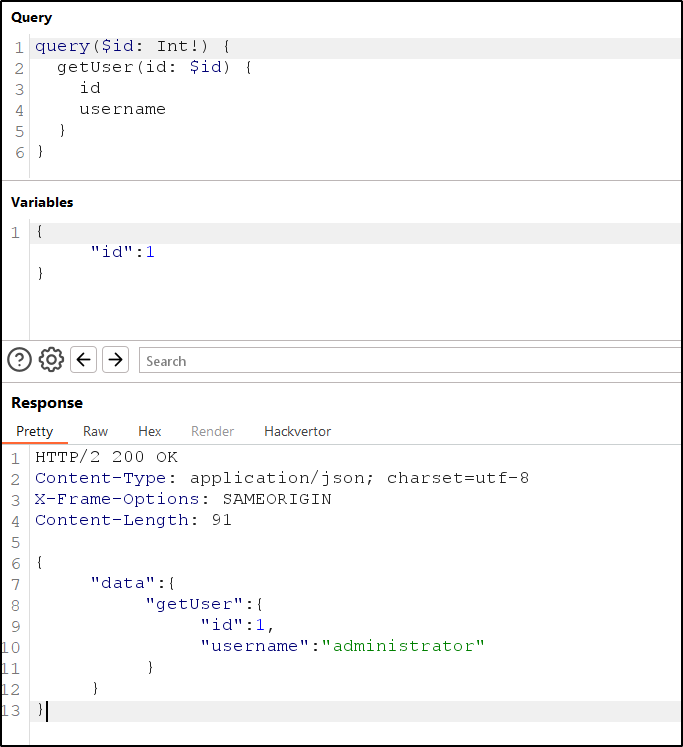 Query
1 query($id: Int!) {
2 getUser(id: $id) {
3 id
4 username
5 }
6 }
Variables
1 {
"id":1
}
? Search
Response
Pretty Raw Hex Render Hackvertor
1 HTTP/2 200 OK
2 Content-Type: application/json; charset=utf-8
3 X-Frame-Options: SAMEORIGIN
4 Content-Length: 91
5
6 {
7 "data":{
8 "getUser":{
9 "id":1,
10 "username":"administrator"
11 }
12 }
13 }